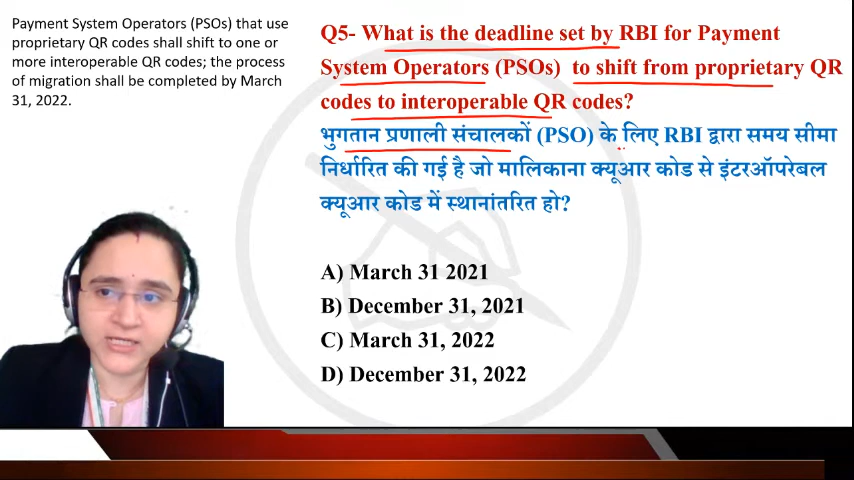 Payment System Operators (PSOs) that use
proprietary QR codes shall shift to one or
more interoperable QR codes; the process
of migration shall be completed by March
31, 2022.
Q5- What is the deadline set by RBI for Payment
System Operators (PSOs) to shift from proprietary QR
codes to interoperable QR codes?
भुगतान प्रणाली संचालकों (PSO) के लिए RBI द्वारा समय सीमा
निर्धारित की गई है जो मालिकाना क्यूआर कोड से इंटरऑपरेबल
क्यूआर कोड में स्थानांतरित हो?
A) March 31 2021
B) December 31, 2021
C) March 31, 2022
D) December 31, 2022